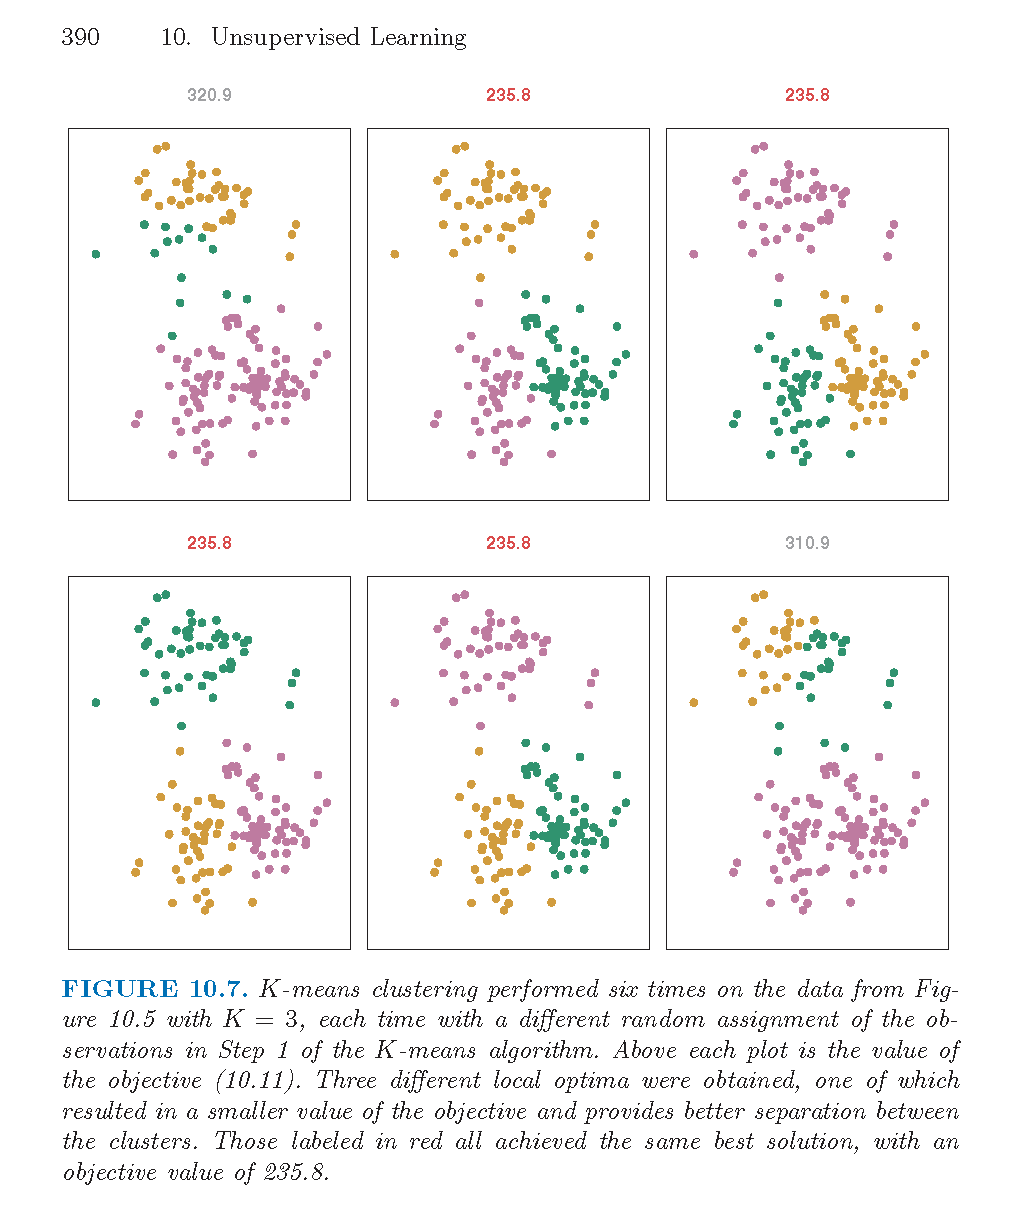 390 10. Unsupervised Learning
320.9 235.8 235.8
235.8 235.8 310.9
FIGURE 10.7. K-means clustering performed six times on the data from Fig-
ure 10.5 with K = 3, each time with a different random assignment of the ob-
servations in Step 1 of the K-means algorithm. Above each plot is the value of
the objective (10.11). Three different local optima were obtained, one of which
resulted in a smaller value of the objective and provides better separation between
the clusters. Those labeled in red all achieved the same best solution, with an
objective value of 235.8.